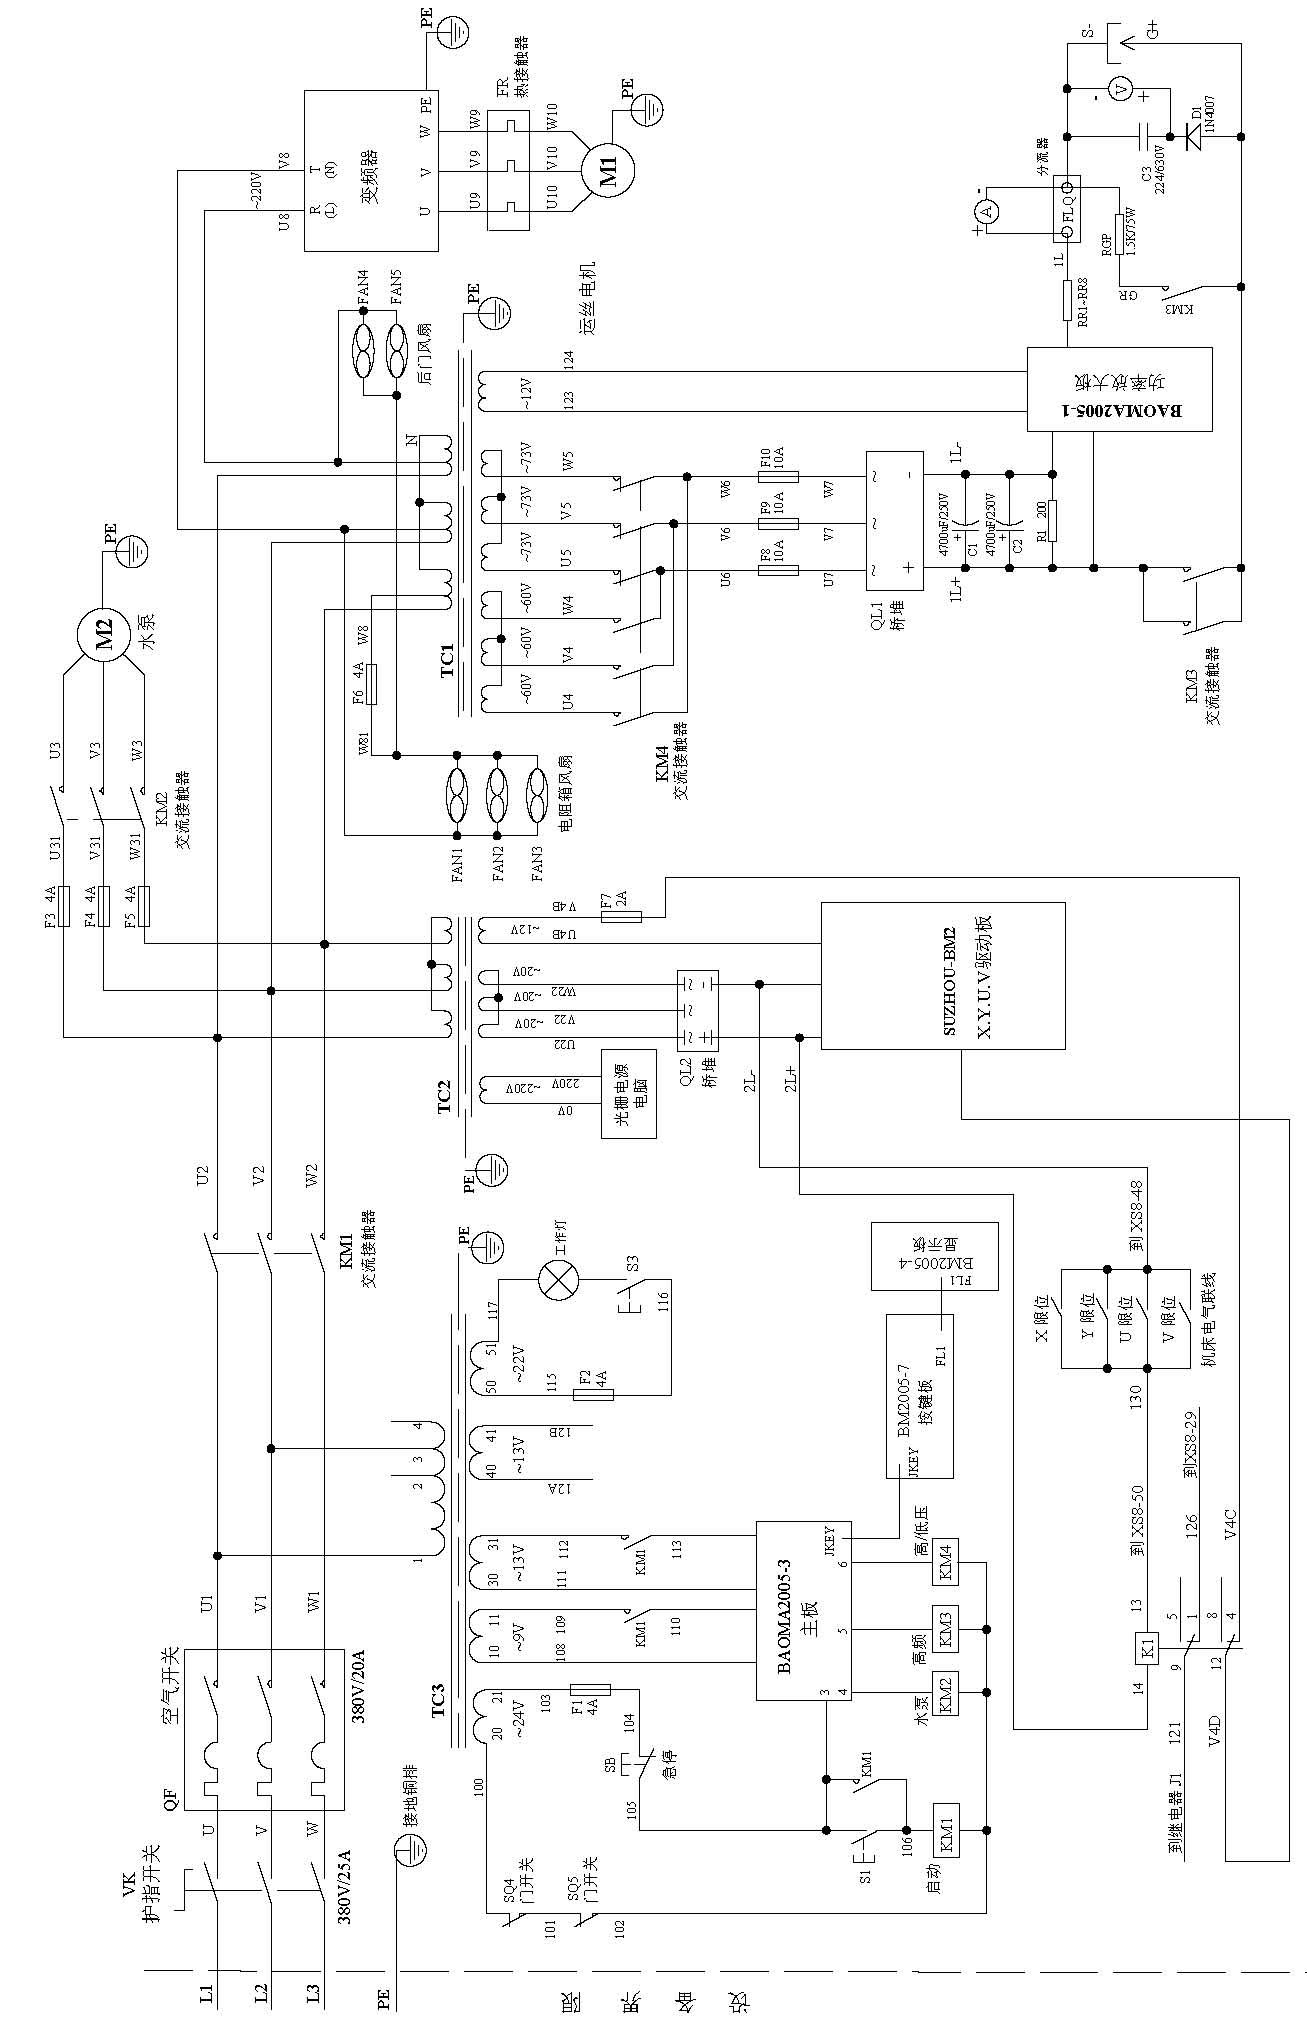 设备界限
L1
L2
L3
PE
接地铜排
VK
护指开关
380V/25A
U
V
W
QF
空气开关
380V/20A
U1
V1
W1
KM1
交流接触器
U2
V2
W2
F3 4A
F4 4A
F5 4A
U31
V31
W31
KM2
交流接触器
U3
V3
W3
M2
水泵
PE
U8
V8
~220V
R
(L)
T
(N)
变频器
U
V
W
PE
PE
U9
V9
W9
FR
热接触器
U10
V10
W10
M1
PE
运丝电机
FAN4
FAN5
后门风扇
N
W8
F6 4A
W81
FAN1
FAN2
FAN3
电阻箱风扇
TC3
PE
1
2
3
4
20
21
~24V
10
11
~9V
30
31
~13V
40
41
~13V
50
51
~22V
100
103
F1
4A
104
SB
急停
105
108
109
KM1
110
111
112
KM1
113
12A
12B
115
F2
4A
116
117
S3
工作灯
SQ4
门开关
101
SQ5
门开关
102
S1
KM1
106
KM1
启动
BAOMA2005-3
主板
3
4
5
6
JKEY
水泵
KM2
高频
KM3
高/低压
KM4
JKEY
BM2005-7
按键板
FL1
FL1
BM2005-4
显示板
TC2
PE
~220V
0V
220V
光栅电源
电脑
~20V
~20V
~20V
U22
V22
W22
~12V
U4B
V4B
F7
2A
QL2
桥堆
~
~
~
+
-
2L-
2L+
SUZHOU-BM2
X.Y.U.V驱动板
TC1
PE
~60V
~60V
~60V
~73V
~73V
~73V
~12V
U4
V4
W4
U5
V5
W5
123
124
KM4
交流接触器
U6
V6
W6
F8
10A
F9
10A
F10
10A
U7
V7
W7
QL1
桥堆
~
~
~
+
-
1L+
1L-
4700uF/250V
+
C1
4700uF/250V
+
C2
R1 200
BAOMA2005-1
功率放大板
KM3
交流接触器
RR1~RR8
1L
FLQ
分流器
+
A
-
RGP
1.5K/75W
GR
KM3
C3
224/630V
D1
1N4007
-
V
+
S-
G+
X 限位
Y 限位
U 限位
V 限位
机床电气联线
到 XS8-48
130
到 XS8-50
13
K1
14
5
1
9
8
4
12
126
到XS8-29
V4C
121
到继电器 J1
V4D